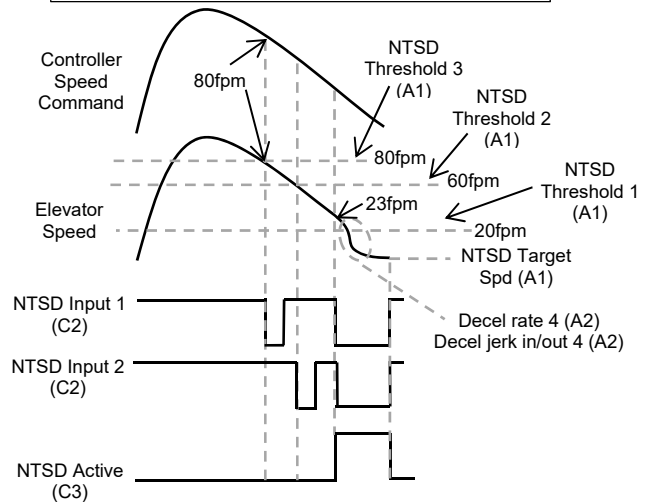 Controller
Speed
Command
80fpm
NTSD
Threshold 3
(A1)
NTSD
Threshold 2
(A1)
80fpm
60fpm
NTSD
Threshold 1
(A1)
Elevator
Speed
23fpm
20fpm
NTSD Target
Spd (A1)
NTSD Input 1
(C2)
Decel rate 4 (A2)
Decel jerk in/out 4 (A2)
NTSD Input 2
(C2)
NTSD Active
(C3)